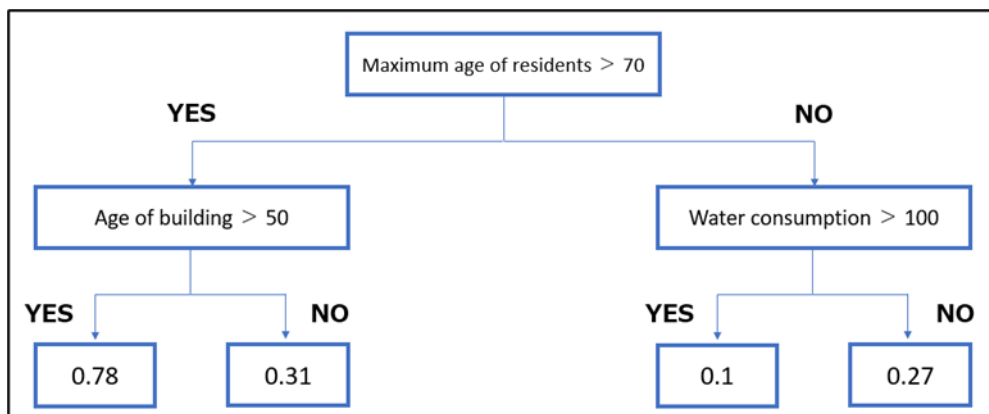 Maximum age of residents > 70
YES
NO
Age of building > 50
Water consumption > 100
YES
NO
YES
NO
0.78
0.31
0.1
0.27